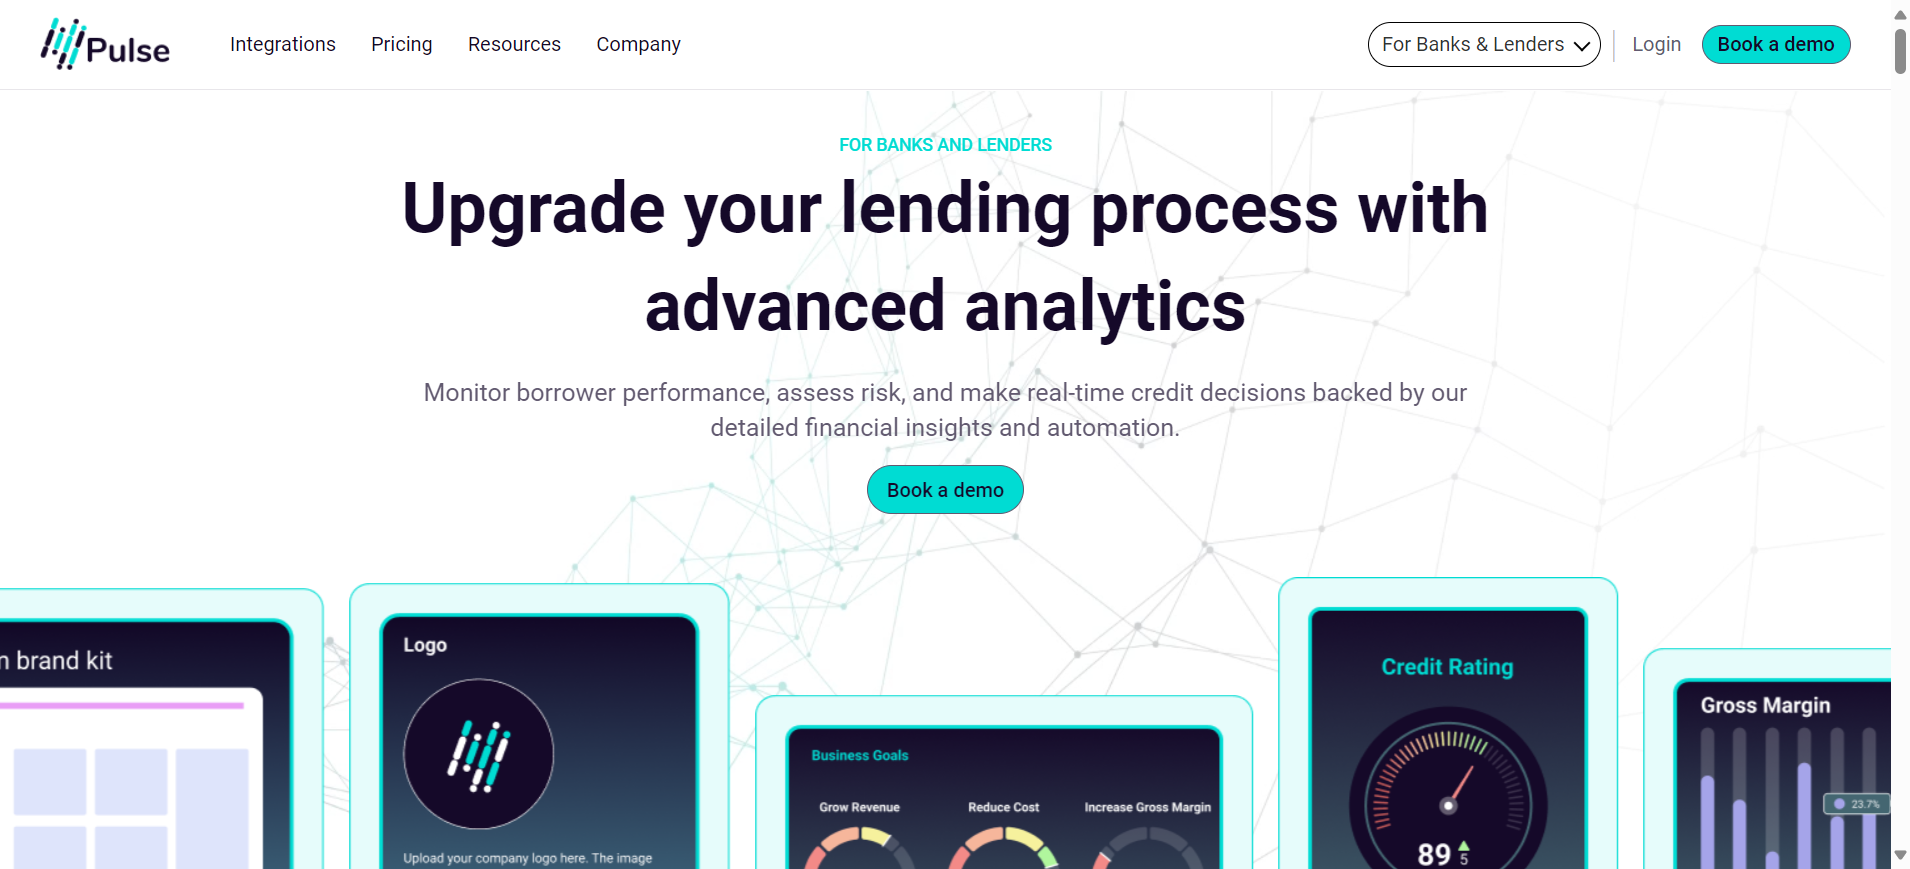 Pulse
Integrations
Pricing
Resources
Company
For Banks & Lenders
Login
Book a demo
FOR BANKS AND LENDERS
Upgrade your lending process with
advanced analytics
Monitor borrower performance, assess risk, and make real-time credit decisions backed by our
detailed financial insights and automation.
Book a demo
brand kit
Logo
Upload your company logo here. The image
Business Goals
Grow Revenue
Reduce Cost
Increase Gross Margin
Credit Rating
89
5
Gross Margin
23.7%